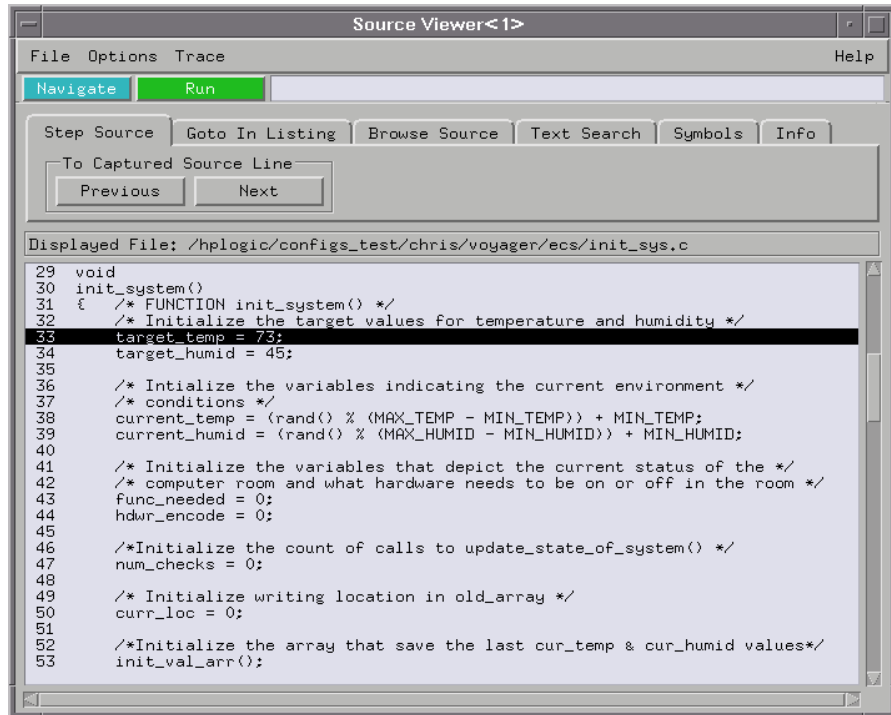 Source Viewer<1>
File Options Trace Help
Navigate Run
Step Source Goto In Listing Browse Source Text Search Symbols Info
To Captured Source Line
Previous Next
Displayed File: /hplogic/configs_test/chris/voyager/ecs/init_sys.c
29 void
30 init_system()
31 { /* FUNCTION init_system() */
32 /* Initialize the target values for temperature and humidity */
33 target_temp = 73;
34 target_humid = 45;
35
36 /* Intialize the variables indicating the current environment */
37 /* conditions */
38 current_temp = (rand() % (MAX_TEMP - MIN_TEMP)) + MIN_TEMP;
39 current_humid = (rand() % (MAX_HUMID - MIN_HUMID)) + MIN_HUMID;
40
41 /* Initialize the variables that depict the current status of the */
42 /* computer room and what hardware needs to be on or off in the room */
43 func_needed = 0;
44 hdwr_encode = 0;
45
46 /*Initialize the count of calls to update_state_of_system() */
47 num_checks = 0;
48
49 /* Initialize writing location in old_array */
50 curr_loc = 0;
51
52 /*Initialize the array that save the last cur_temp & cur_humid values*/
53 init_val_arr();